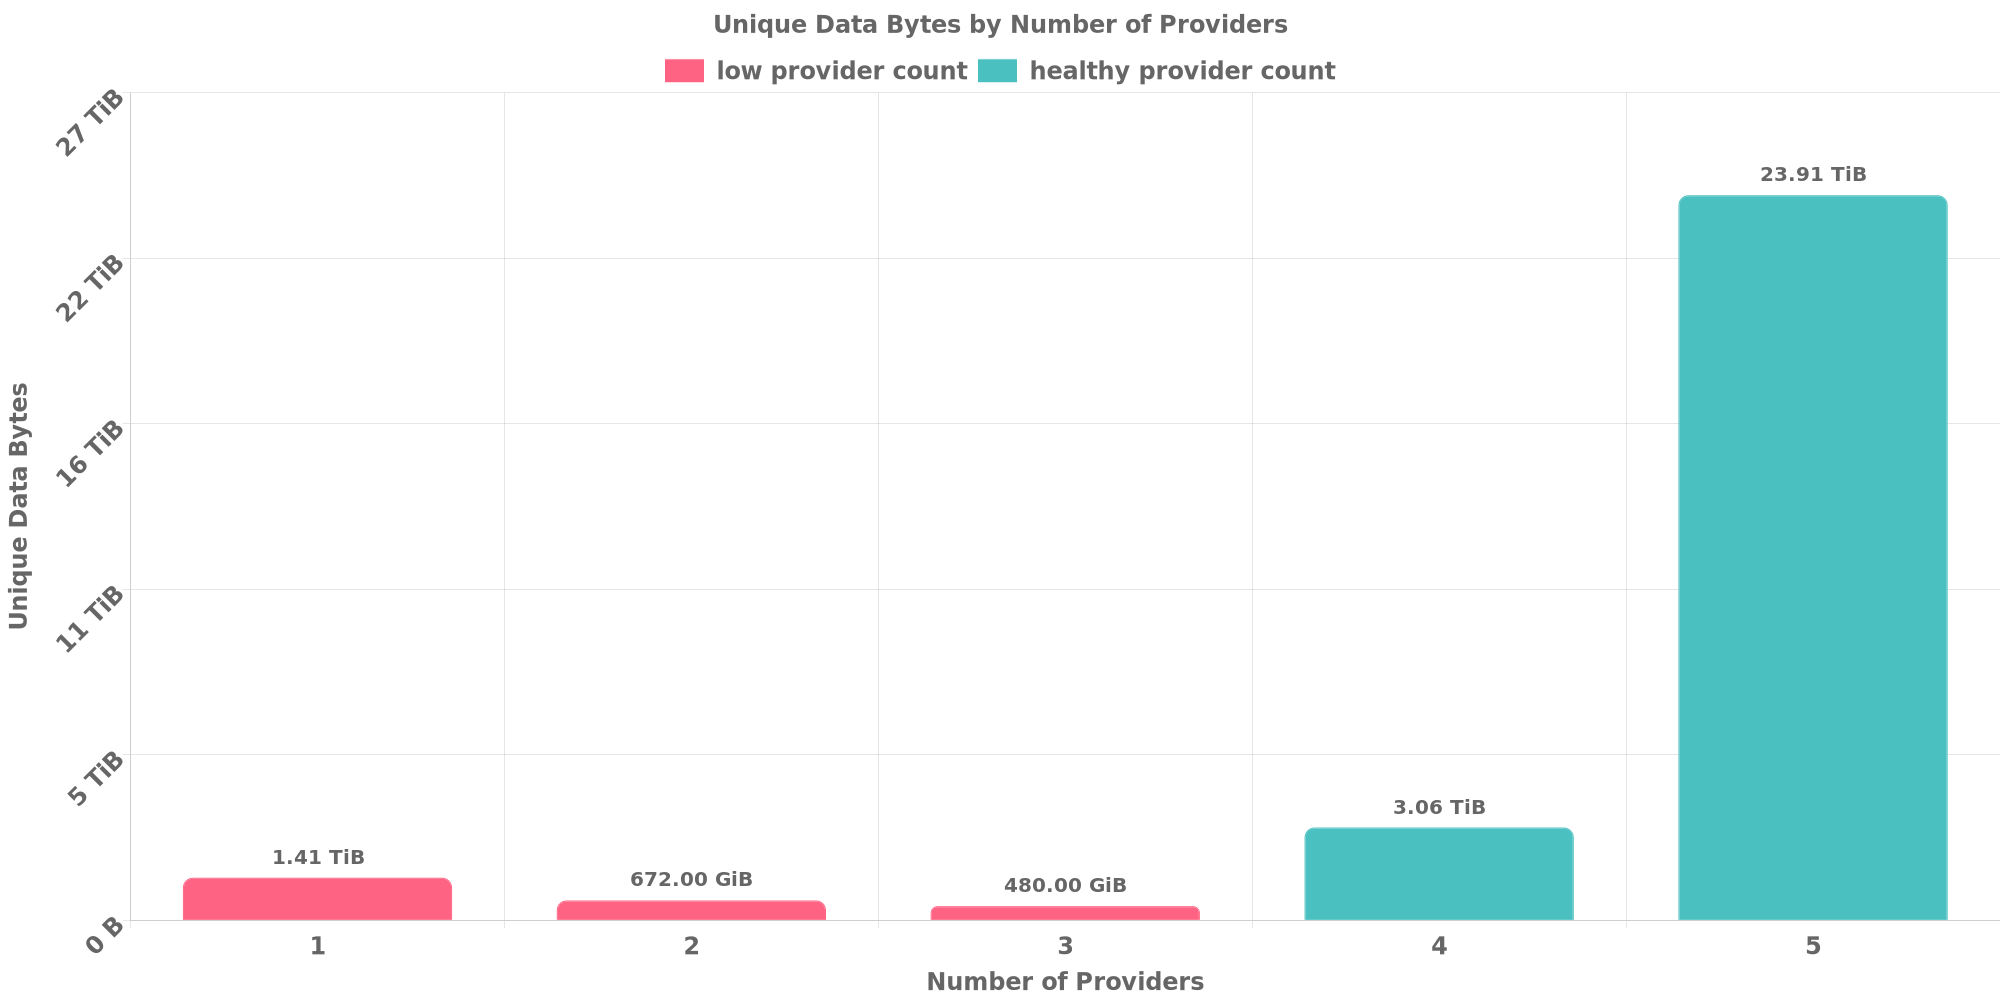 Unique Data Bytes by Number of Providers
low provider count
healthy provider count
27 TiB
22 TiB
16 TiB
11 TiB
5 TiB
0 B
Unique Data Bytes
1.41 TiB
672.00 GiB
480.00 GiB
3.06 TiB
23.91 TiB
1
2
3
4
5
Number of Providers